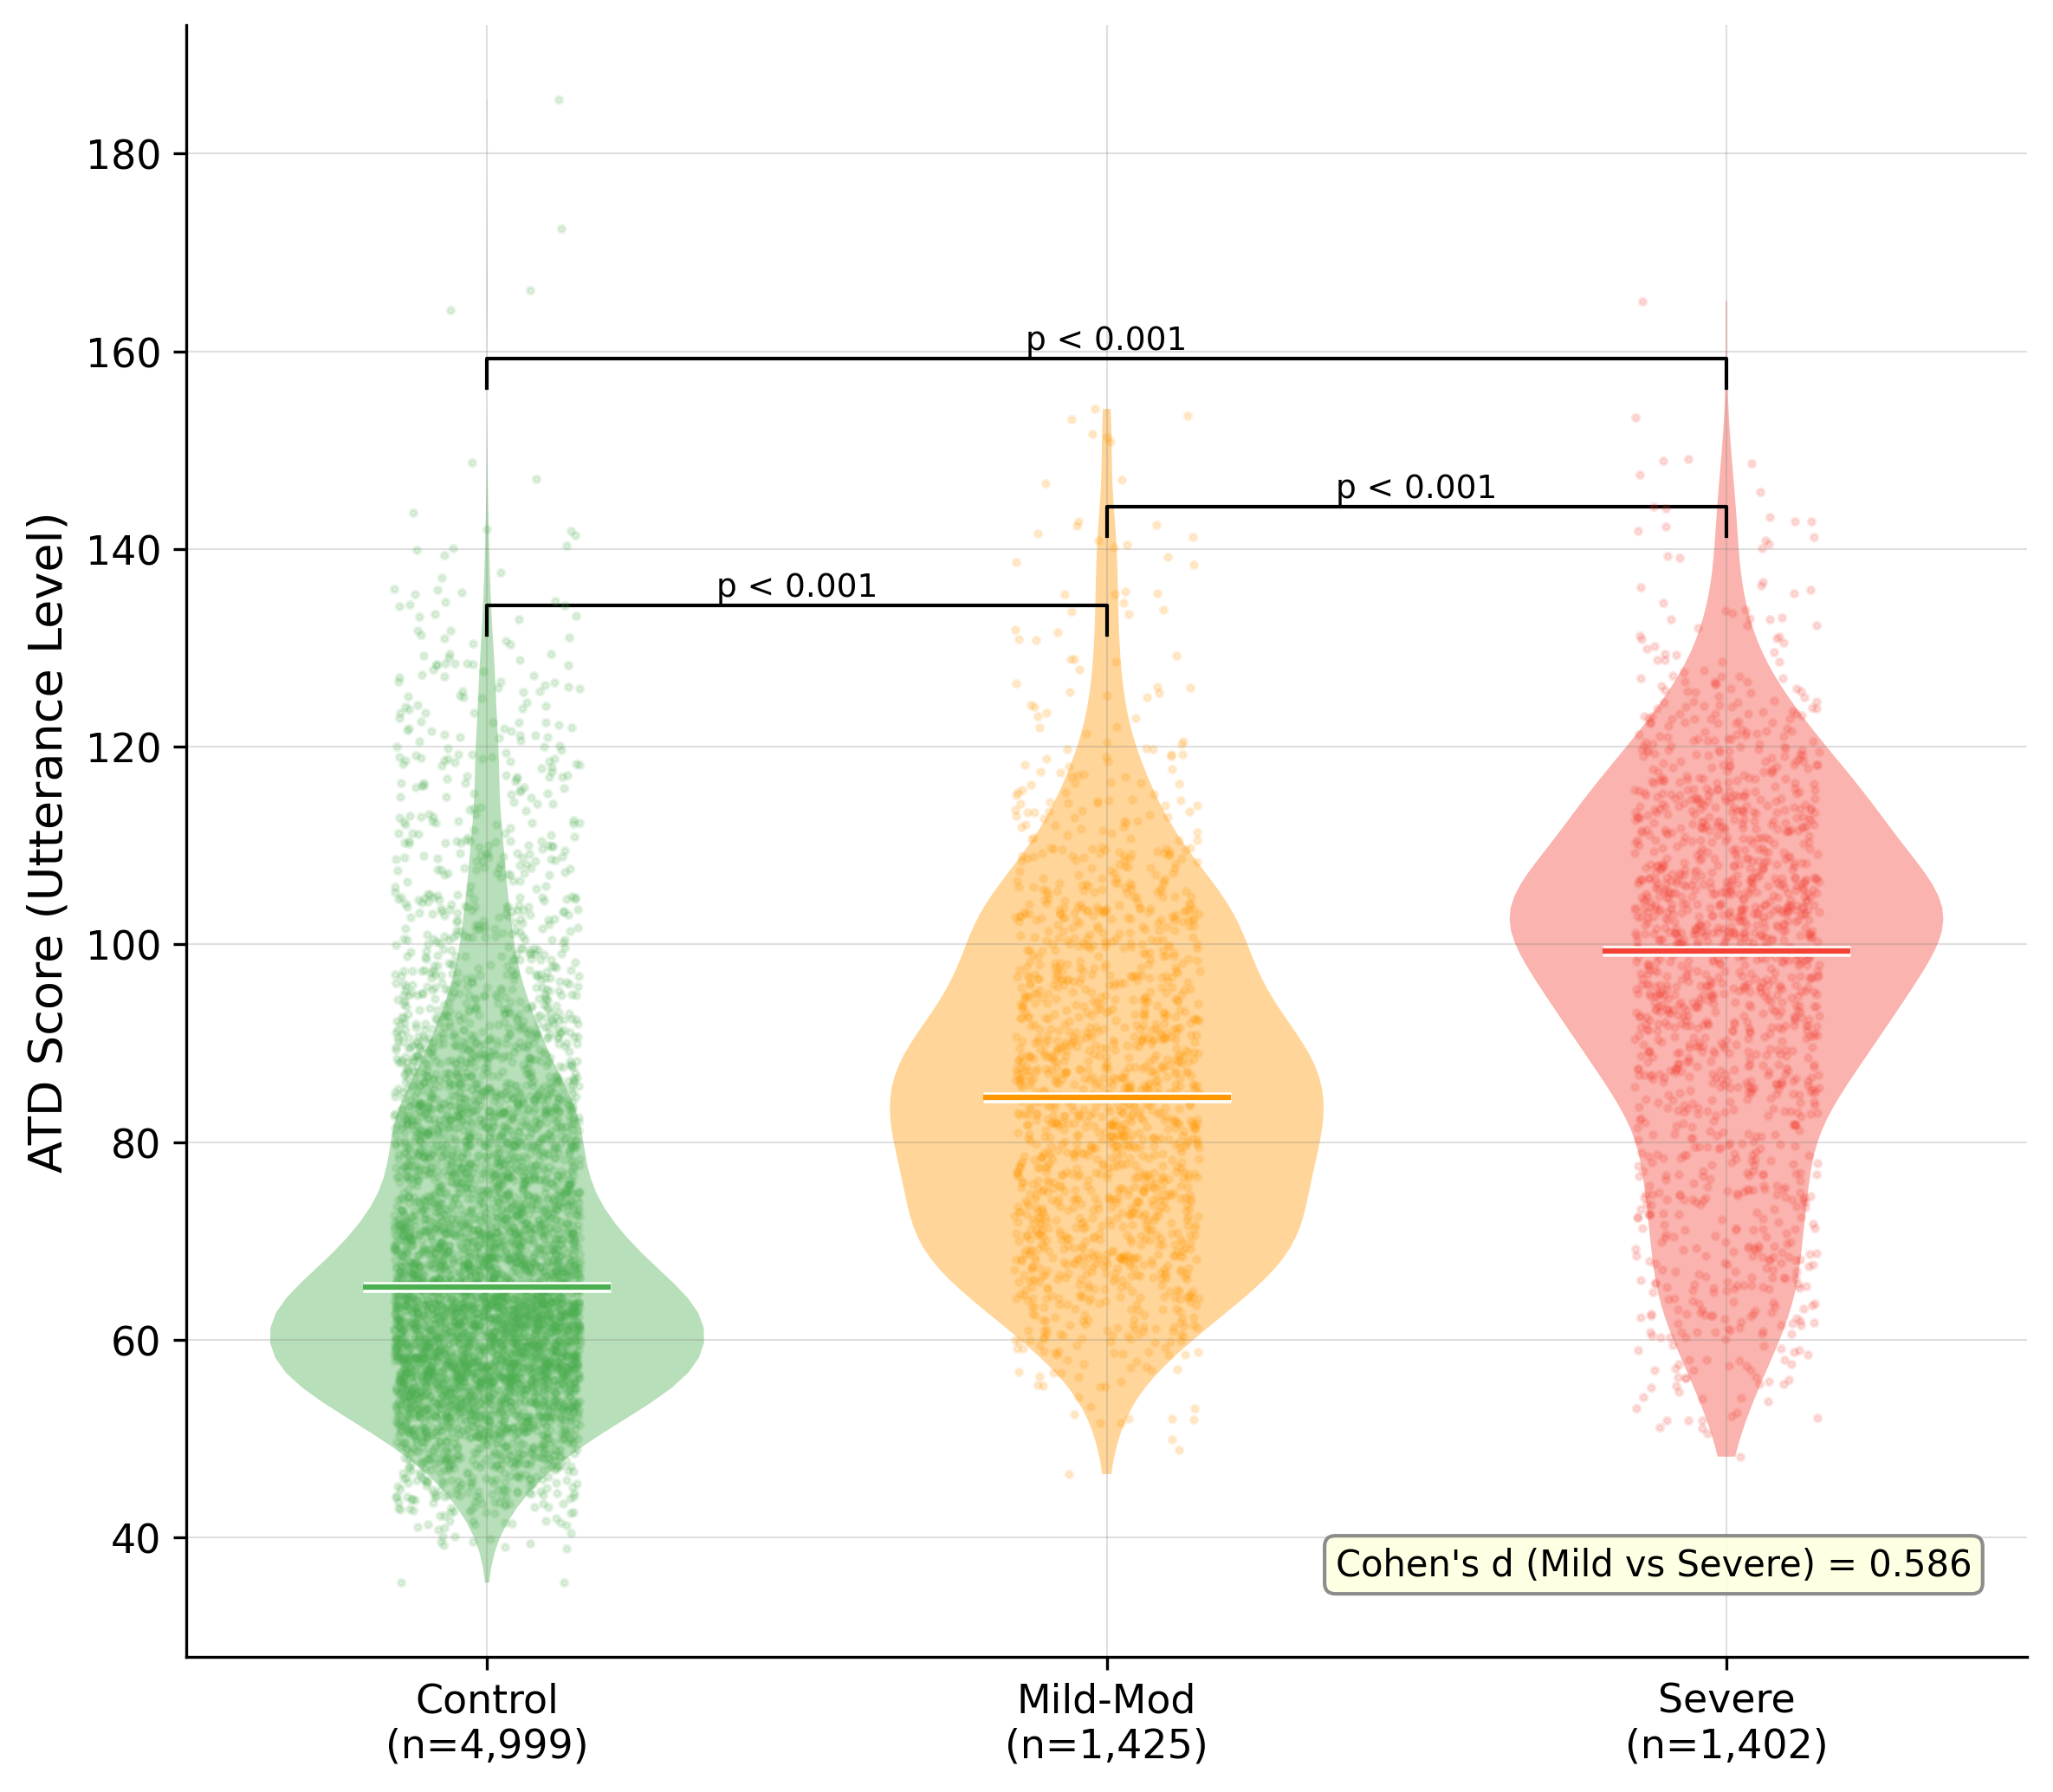 ATD Score (Utterance Level)
180
160
140
120
100
80
60
40
p < 0.001
p < 0.001
p < 0.001
Cohen's d (Mild vs Severe) = 0.586
Control
(n=4,999)
Mild-Mod
(n=1,425)
Severe
(n=1,402)